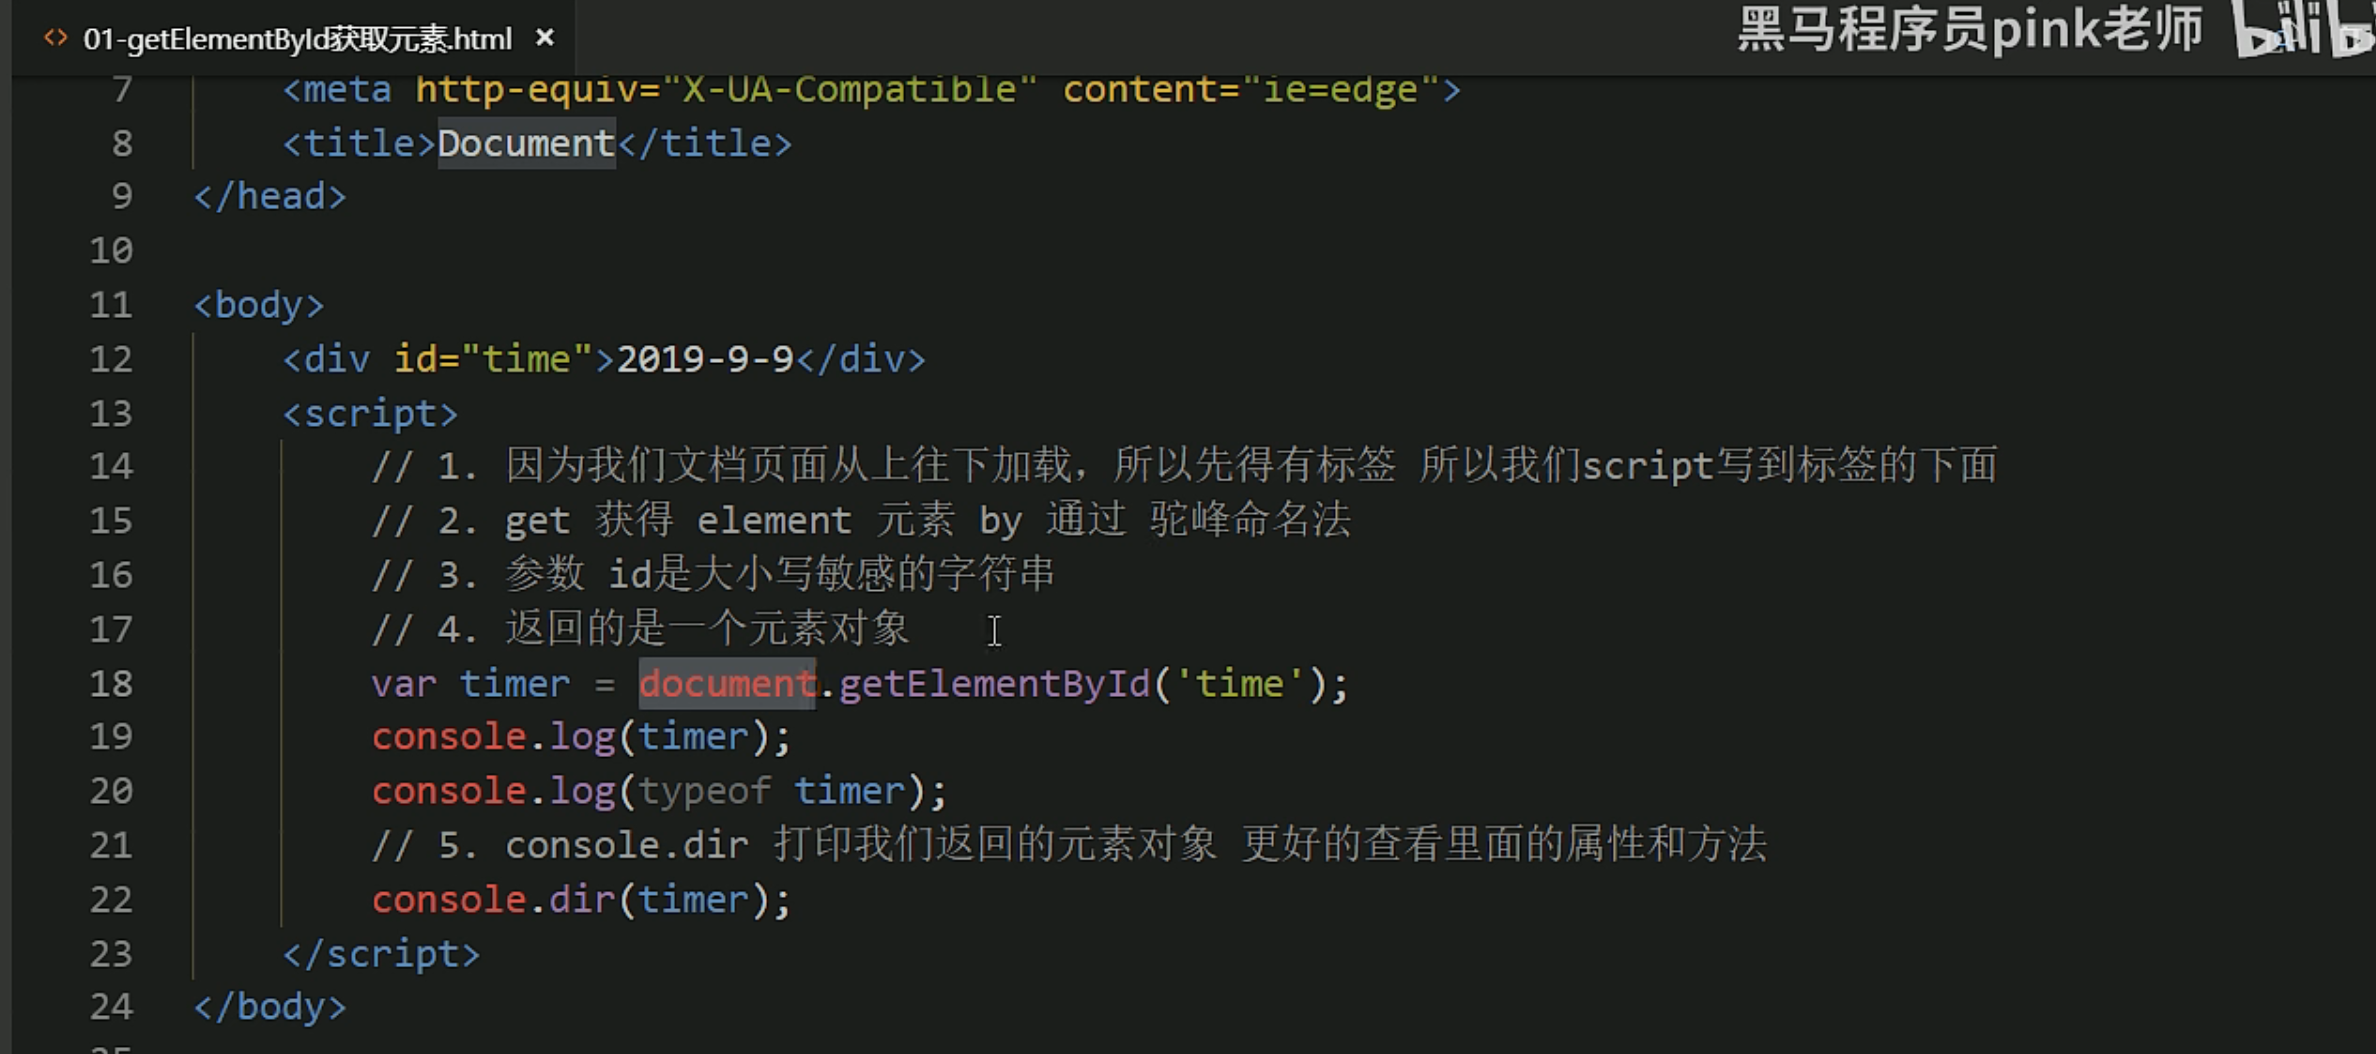 01-getElementById获取元素.html ×
黑马程序员pink老师
7 <meta http-equiv="X-UA-Compatible" content="ie=edge">
8 <title>Document</title>
9 </head>
10
11 <body>
12 <div id="time">2019-9-9</div>
13 <script>
14 // 1. 因为我们文档页面从上往下加载，所以先得有标签 所以我们script写到标签的下面
15 // 2. get 获得 element 元素 by 通过 驼峰命名法
16 // 3. 参数 id是大小写敏感的字符串
17 // 4. 返回的是一个元素对象
18 var timer = document.getElementById('time');
19 console.log(timer);
20 console.log(typeof timer);
21 // 5. console.dir 打印我们返回的元素对象 更好的查看里面的属性和方法
22 console.dir(timer);
23 </script>
24 </body>